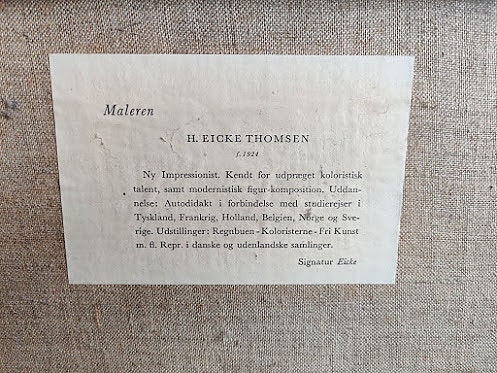 Maleren
H. EICKE THOMSEN
f. 1924
Ny Impressionist. Kendt for udpræget koloristisk
talent, samt modernistisk figur-komposition. Uddan-
nelse: Autodidakt i forbindelse med studierejser i
Tyskland, Frankrig, Holland, Belgien, Norge og Sve-
rige. Udstillinger: Regnbuen - Koloristerne - Fri Kunst
m. fl. Repr. i danske og udenlandske samlinger.
Signatur Eicke